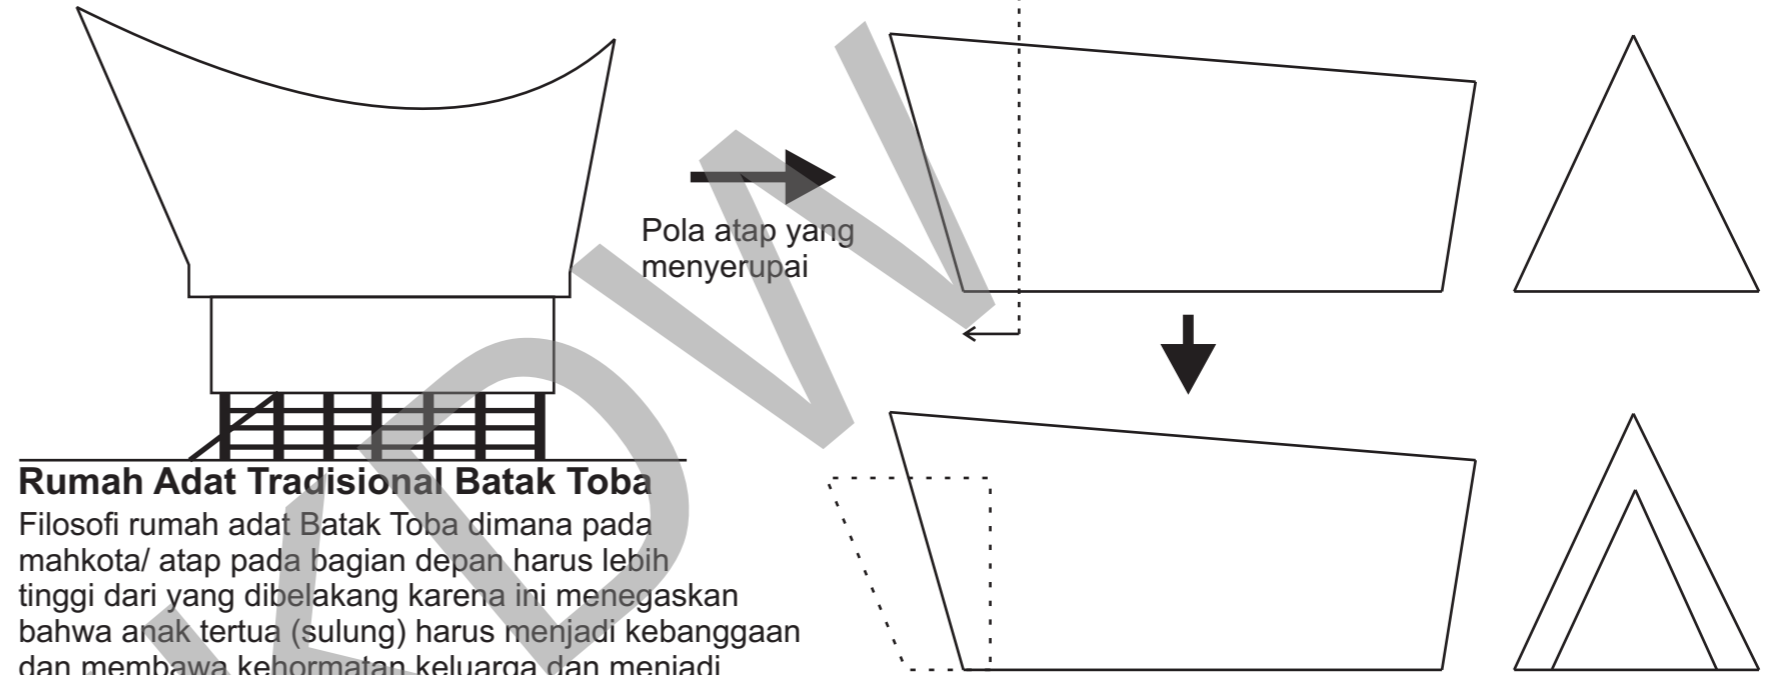 Pola atap yang
menyerupai
Rumah Adat Tradisional Batak Toba
Filosofi rumah adat Batak Toba dimana pada
mahkota/ atap pada bagian depan harus lebih
tinggi dari yang dibelakang karena ini menegaskan
bahwa anak tertua (sulung) harus menjadi kebanggaan
dan membawa kehormatan keluarga dan menjadi
KDW